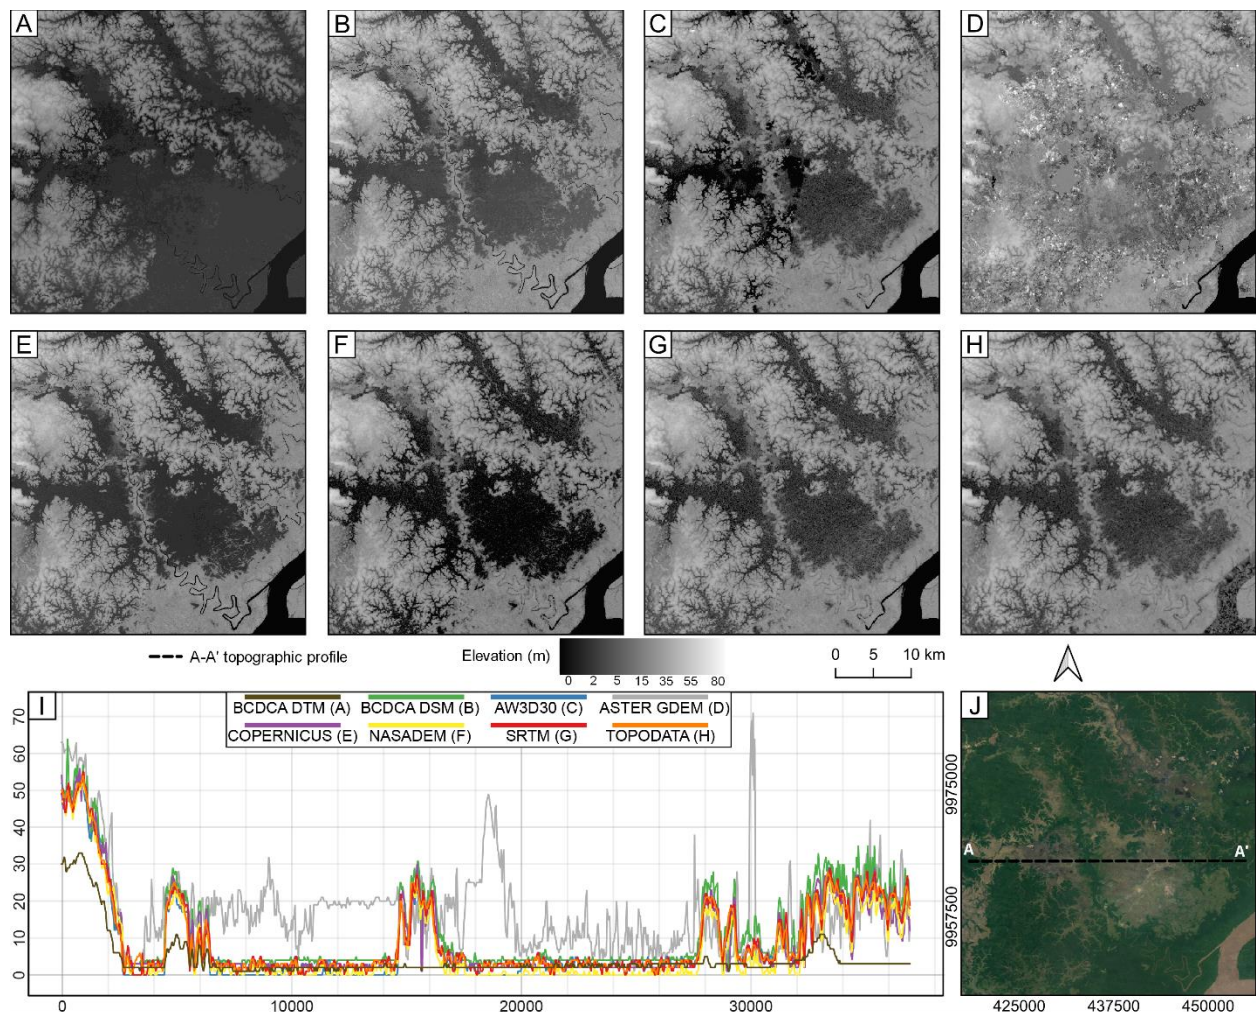 A
B
C
D
E
F
G
H
A-A' topographic profile
Elevation (m)
0 2 5 15 35 55 80
0 5 10 km
I
BCDCA DTM (A) BCDCA DSM (B) AW3D30 (C) ASTER GDEM (D)
COPERNICUS (E) NASADEM (F) SRTM (G) TOPODATA (H)
70
60
50
40
30
20
10
0
0 10000 20000 30000
J
A A'
9975000
9957500
425000 437500 450000